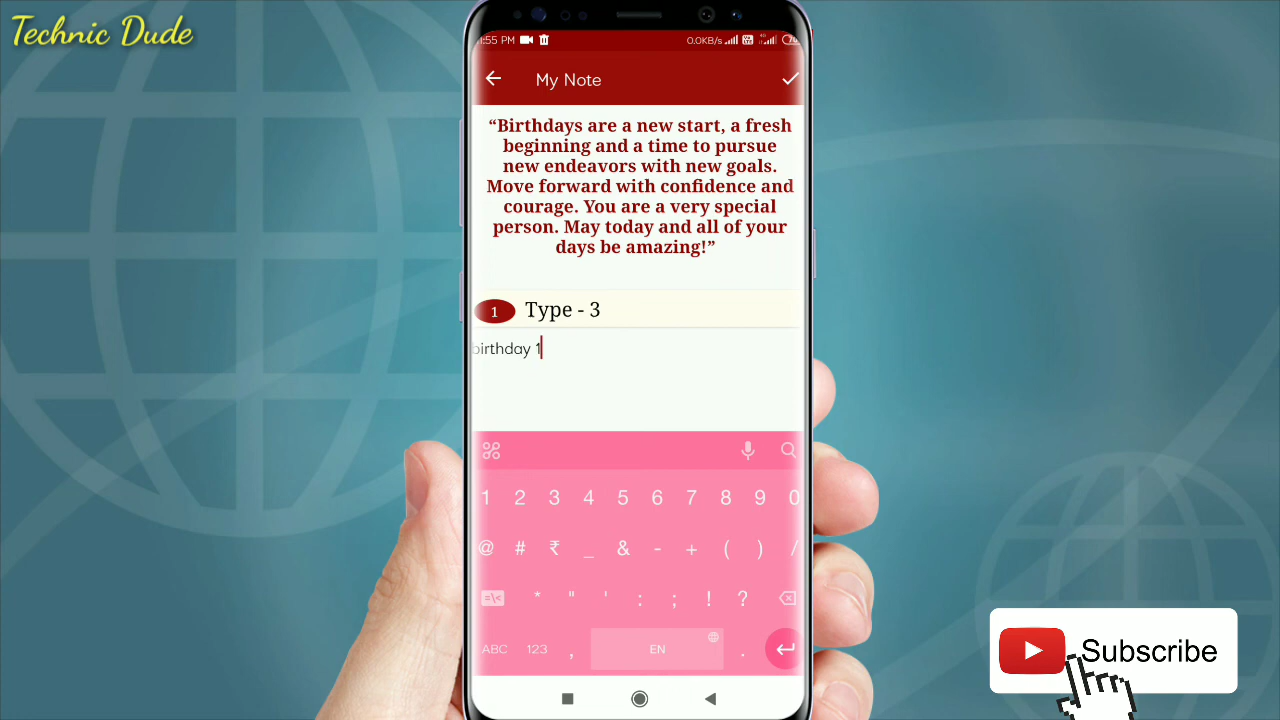 Technic Dude
1:55 PM
0.0KB/s
4G
My Note
“Birthdays are a new start, a fresh
beginning and a time to pursue
new endeavors with new goals.
Move forward with confidence and
courage. You are a very special
person. May today and all of your
days be amazing!”
1 Type - 3
birthday 1
1 2 3 4 5 6 7 8 9 0
@ # ₹ _ & - + ( ) /
=\< * " ' : ; ! ?
ABC 123 , EN .
Subscribe